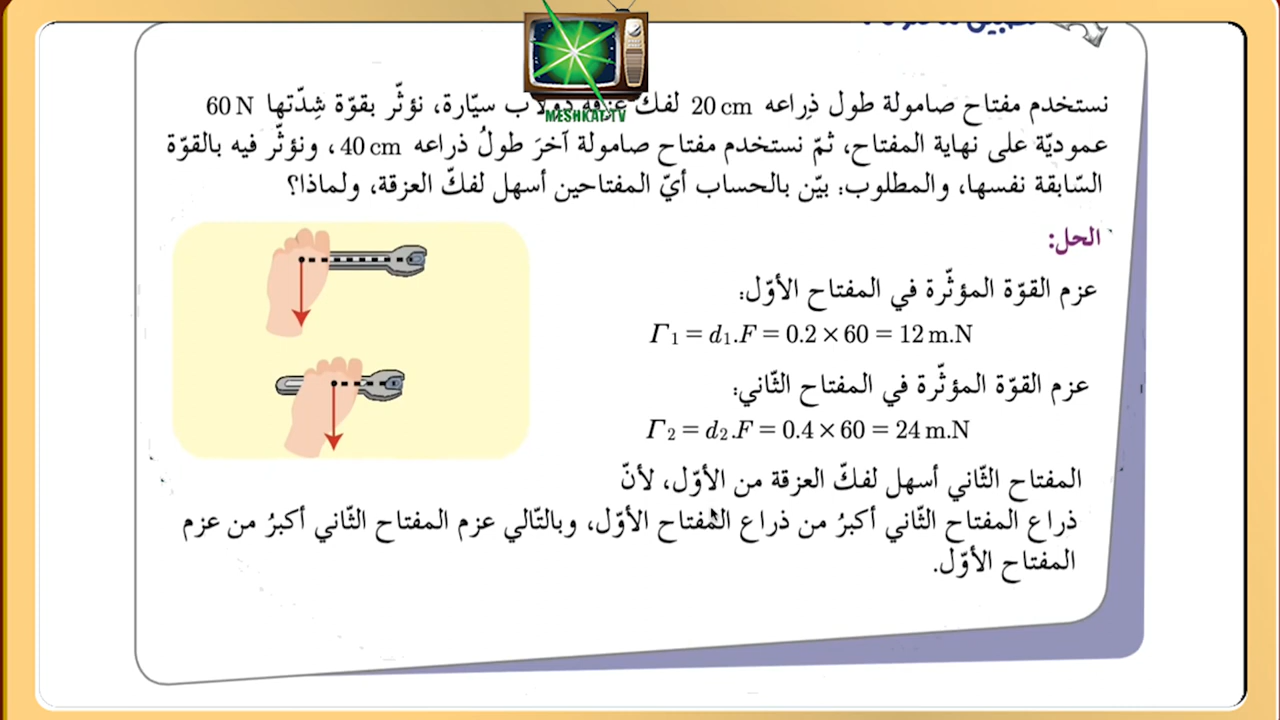 MESHKAT-TV
نستخدم مفتاح صامولة طول ذِراعه 20 cm لفك عزقة دولاب سيّارة، نؤثّر بقوّة شِدّتها 60 N
عموديّة على نهاية المفتاح، ثمّ نستخدم مفتاح صامولة آخرَ طولُ ذراعه 40 cm، ونؤثّر فيه بالقوّة
السّابقة نفسها، والمطلوب: بيّن بالحساب أيّ المفتاحين أسهل لفكّ العزقة، ولماذا؟
الحل:
عزم القوّة المؤثّرة في المفتاح الأوّل:
Γ₁ = d₁.F = 0.2 × 60 = 12 m.N
عزم القوّة المؤثّرة في المفتاح الثّاني:
Γ₂ = d₂.F = 0.4 × 60 = 24 m.N
المفتاح الثّاني أسهل لفكّ العزقة من الأوّل، لأنّ
ذراع المفتاح الثّاني أكبرُ من ذراع المفتاح الأوّل، وبالتّالي عزم المفتاح الثّاني أكبرُ من عزم
المفتاح الأوّل.